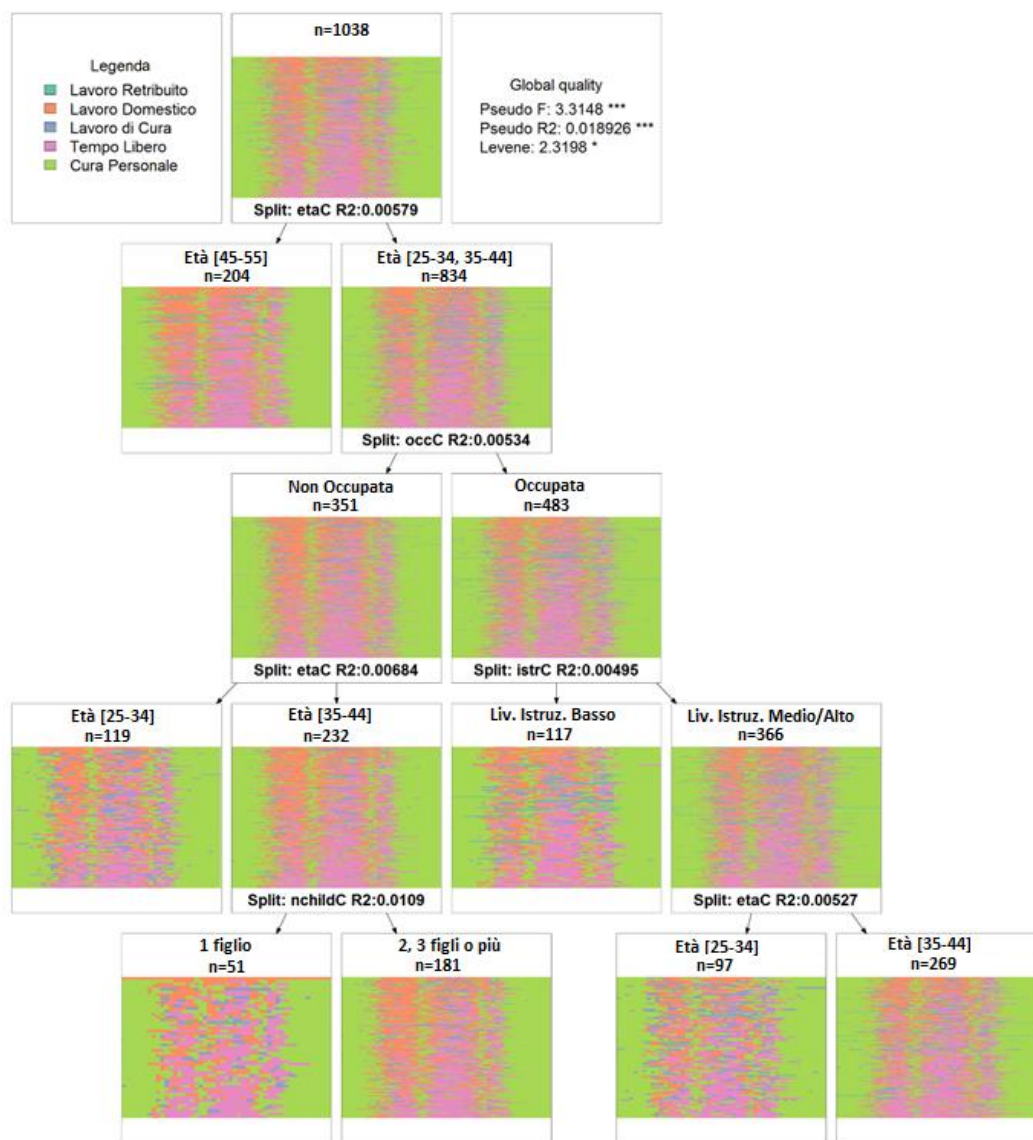 Legenda
Lavoro Retribuito
Lavoro Domestico
Lavoro di Cura
Tempo Libero
Cura Personale
n=1038
Split: etaC R2:0.00579
Global quality
Pseudo F: 3.3148 ***
Pseudo R2: 0.018926 ***
Levene: 2.3198 *
Età [45-55]
n=204
Età [25-34, 35-44]
n=834
Split: occC R2:0.00534
Non Occupata
n=351
Split: etaC R2:0.00684
Occupata
n=483
Split: istrC R2:0.00495
Età [25-34]
n=119
Età [35-44]
n=232
Split: nchildC R2:0.0109
Liv. Istruz. Basso
n=117
Liv. Istruz. Medio/Alto
n=366
Split: etaC R2:0.00527
1 figlio
n=51
2, 3 figli o più
n=181
Età [25-34]
n=97
Età [35-44]
n=269